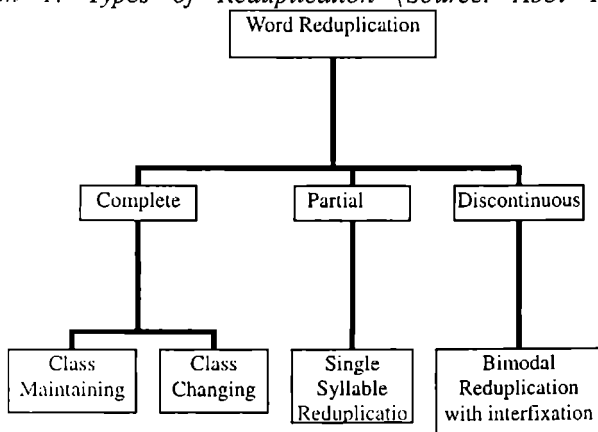 Types of Reduplication (Source:
Word Reduplication
Complete
Partial
Discontinuous
Class
Maintaining
Class
Changing
Single
Syllable
Reduplicatio
Bimodal
Reduplication
with interfixation